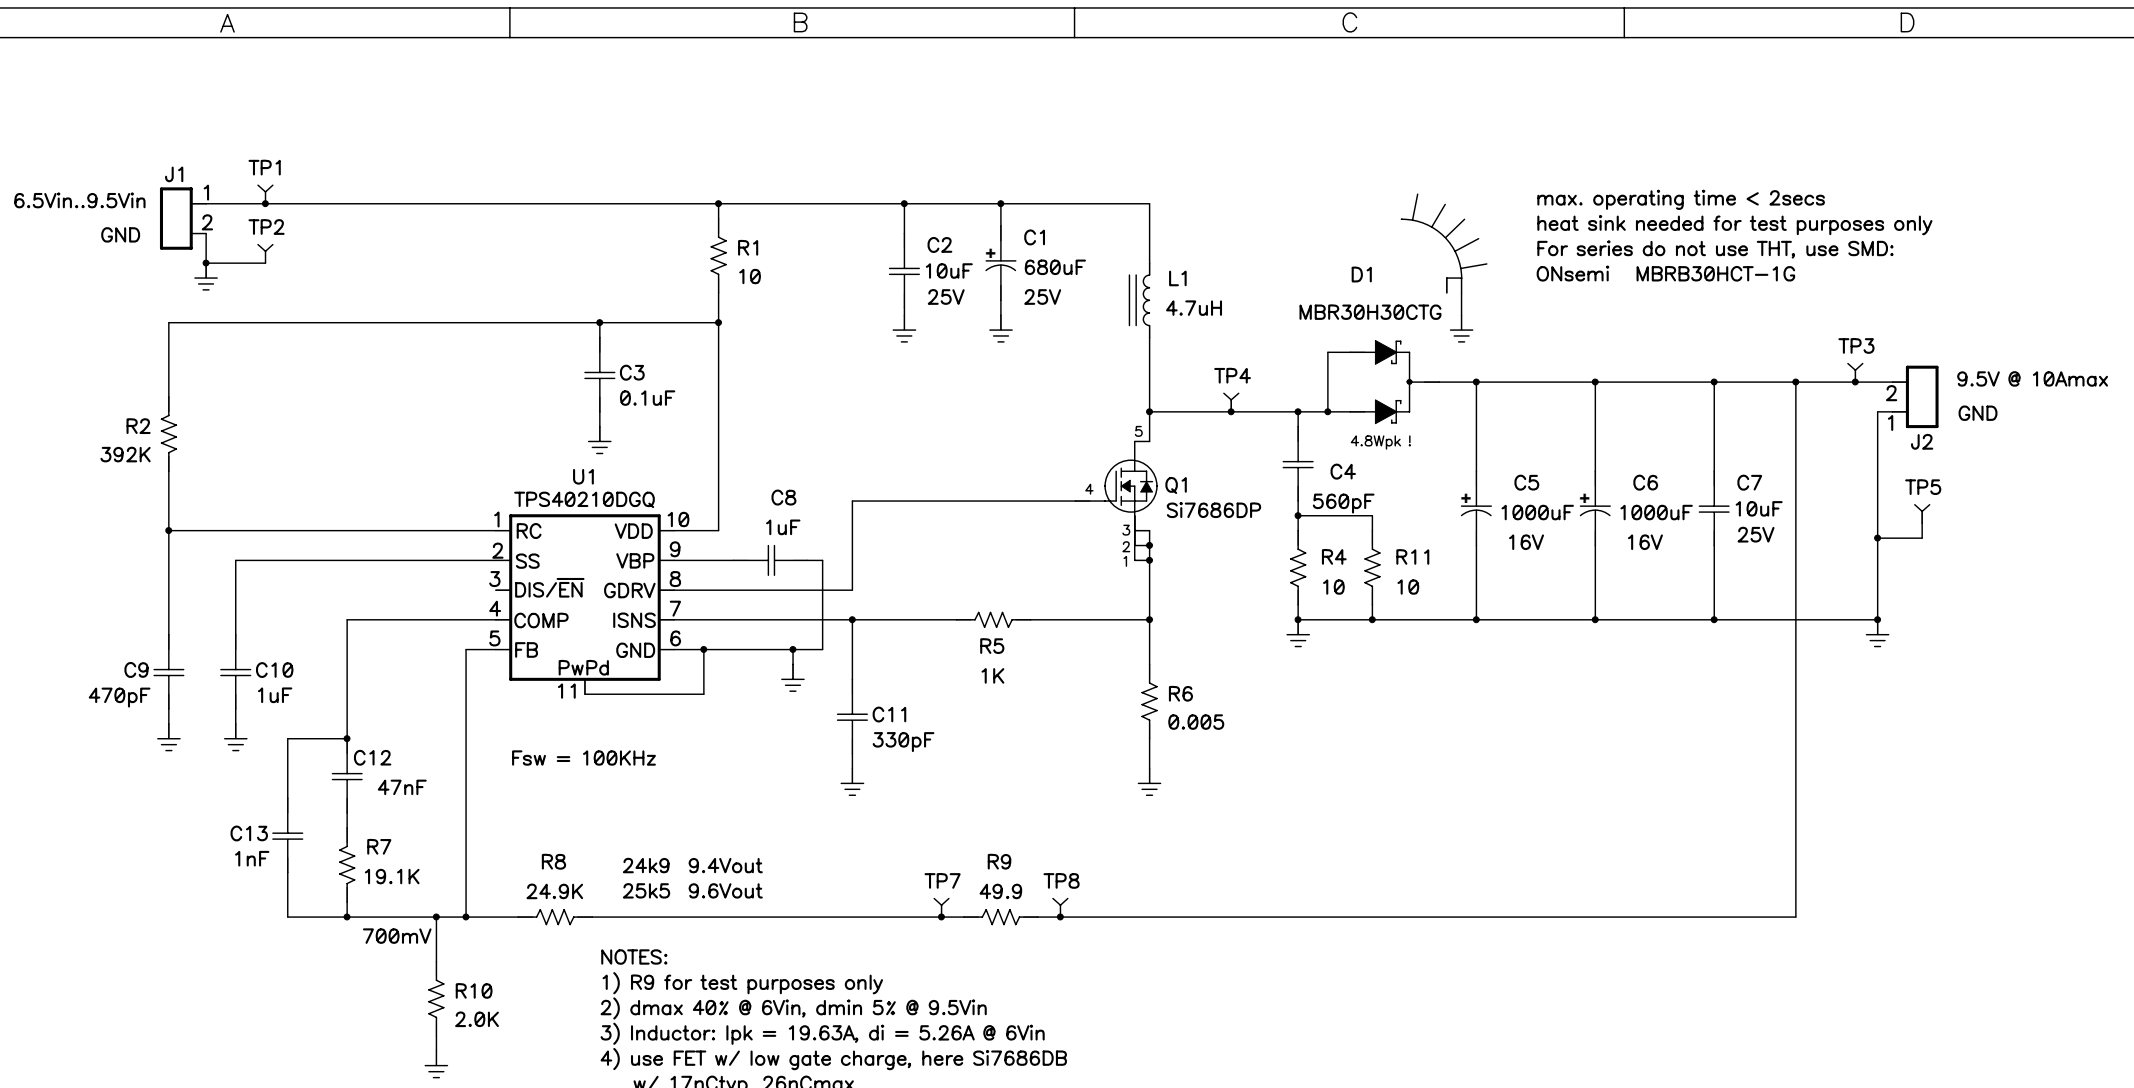 A
B
C
D
J1
TP1
6.5Vin..9.5Vin
1
2
TP2
GND
R1
10
C2
10uF
25V
C1
680uF
25V
L1
4.7uH
D1
MBR30H30CTG
4.8Wpk !
max. operating time < 2secs
heat sink needed for test purposes only
For series do not use THT, use SMD:
ONsemi MBRB30HCT-1G
TP3
9.5V @ 10Amax
2
GND
1
J2
TP5
TP4
C3
0.1uF
R2
392K
U1
TPS40210DGQ
1
RC
VDD
10
2
SS
VBP
9
3
DIS/EN
GDRV
8
4
COMP
ISNS
7
5
FB
GND
6
PwPd
11
C8
1uF
5
4
Q1
Si7686DP
3
2
1
C4
560pF
R4
10
R11
10
C5
1000uF
16V
C6
1000uF
16V
C7
10uF
25V
R5
1K
R6
0.005
C9
470pF
C10
1uF
C11
330pF
Fsw = 100KHz
C12
47nF
C13
1nF
R7
19.1K
R8
24.9K
24k9 9.4Vout
25k5 9.6Vout
TP7
R9
49.9
TP8
700mV
R10
2.0K
NOTES:
1) R9 for test purposes only
2) dmax 40% @ 6Vin, dmin 5% @ 9.5Vin
3) Inductor: Ipk = 19.63A, di = 5.26A @ 6Vin
4) use FET w/ low gate charge, here Si7686DB
w/ 17nCtyp, 26nCmax